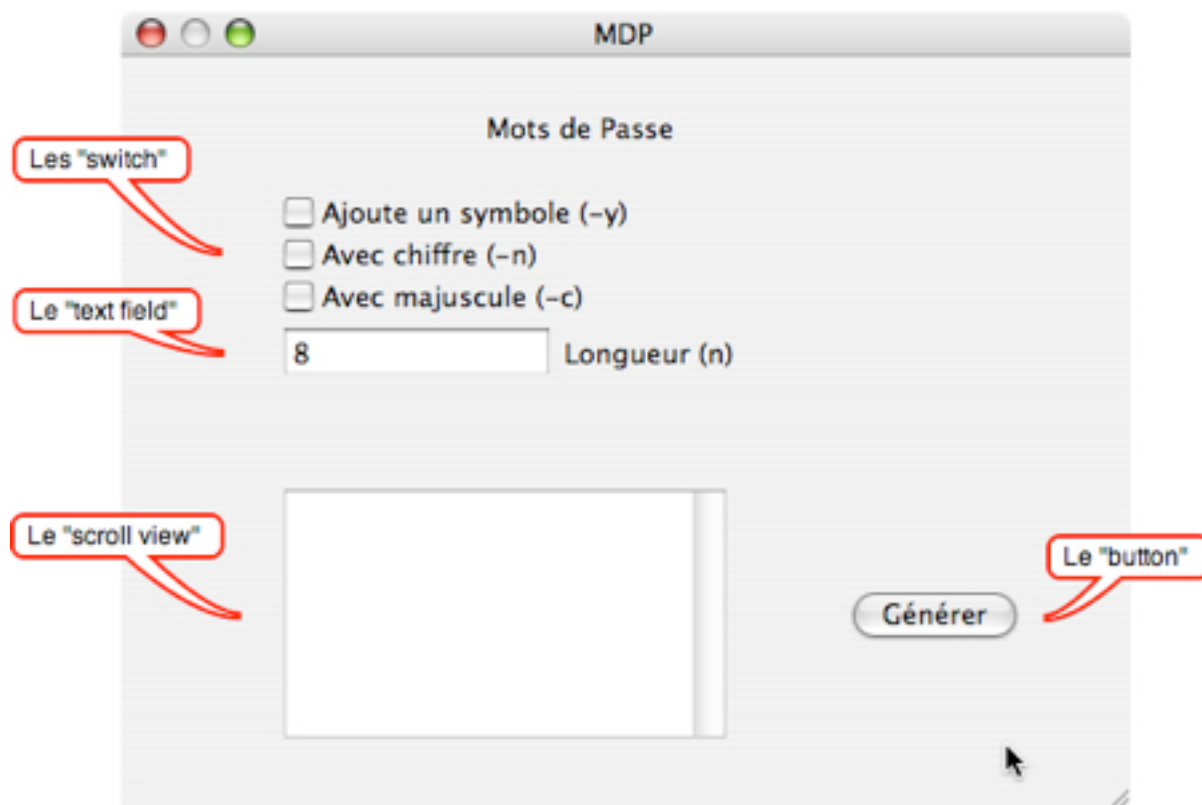 MDP
Mots de Passe
Les "switch"
Ajoute un symbole (-y)
Avec chiffre (-n)
Avec majuscule (-c)
Le "text field"
8
Longueur (n)
Le "scroll view"
Le "button"
Générer